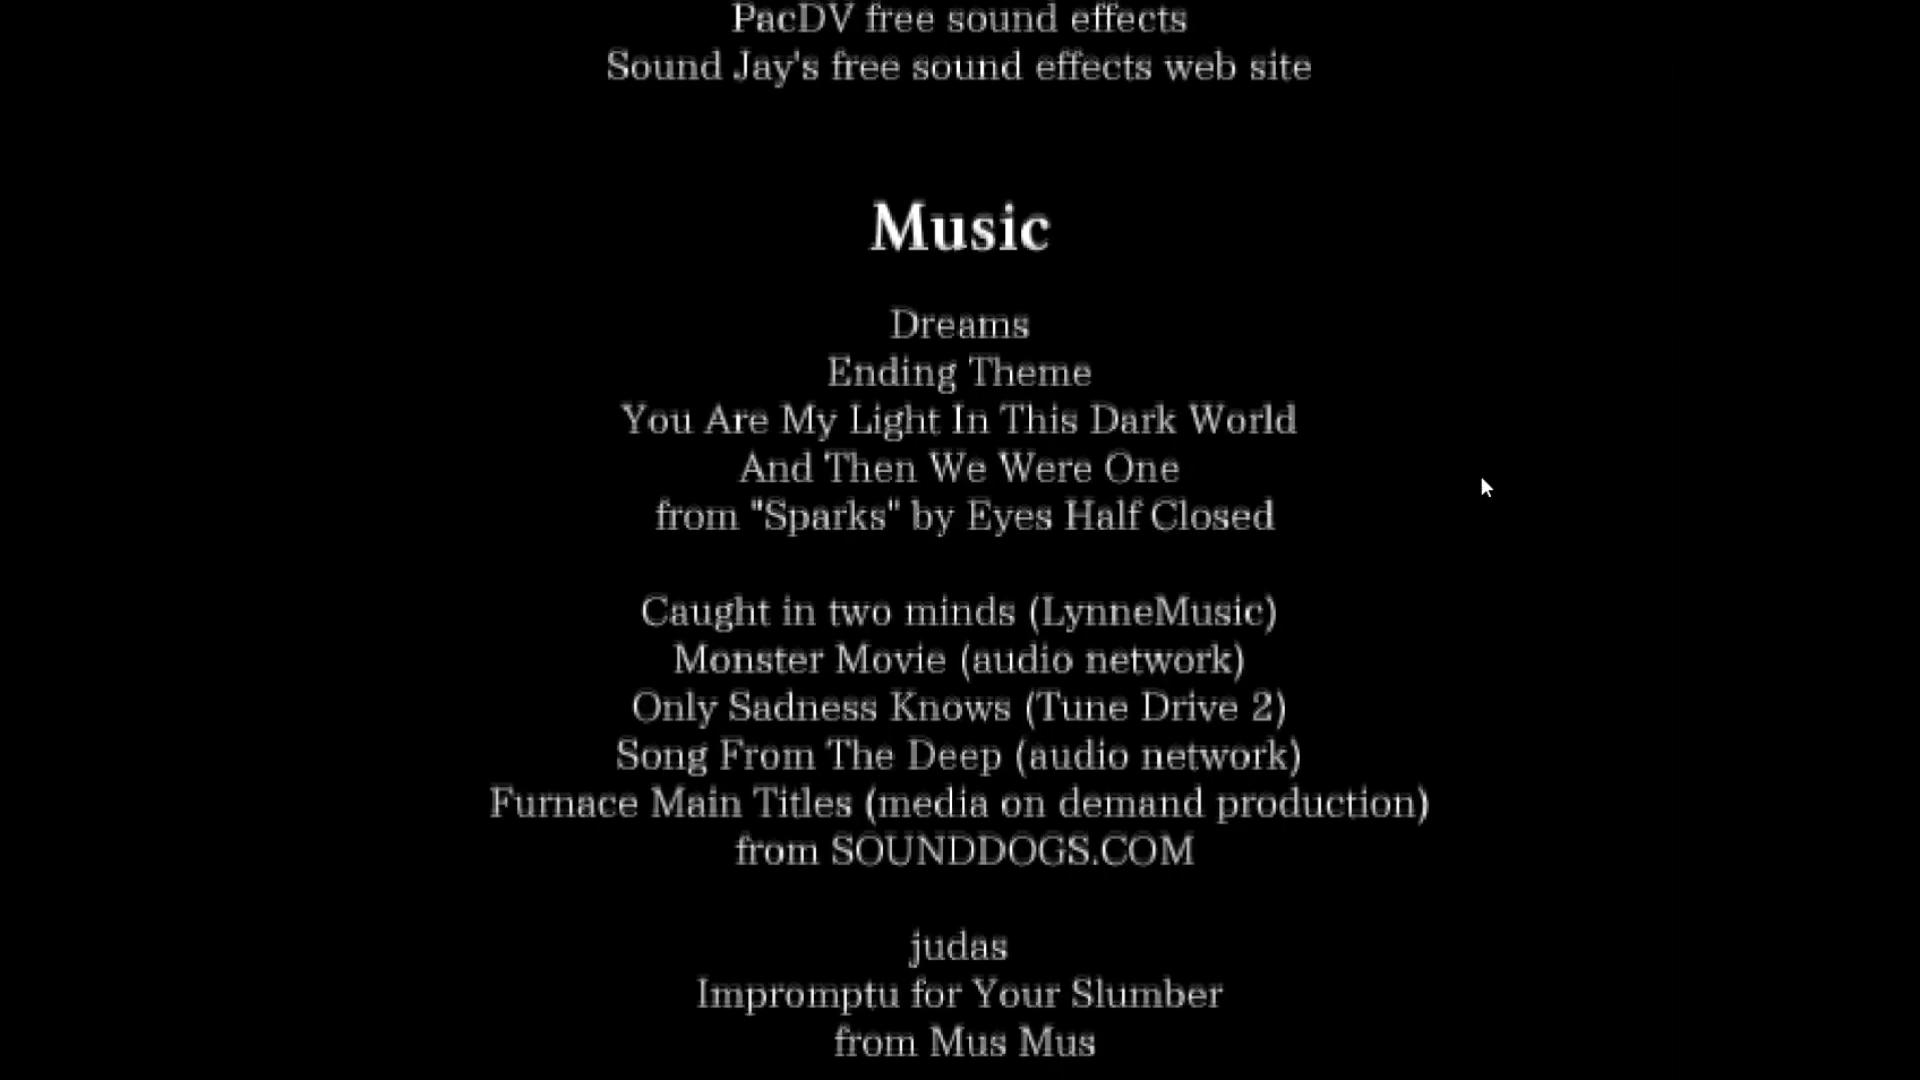 PacDV free sound effects
Sound Jay's free sound effects web site
Music
Dreams
Ending Theme
You Are My Light In This Dark World
And Then We Were One
from "Sparks" by Eyes Half Closed
Caught in two minds (LynneMusic)
Monster Movie (audio network)
Only Sadness Knows (Tune Drive 2)
Song From The Deep (audio network)
Furnace Main Titles (media on demand production)
from SOUNDDOGS.COM
judas
Impromptu for Your Slumber
from Mus Mus